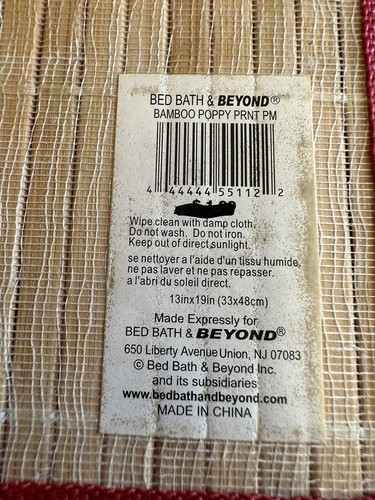 BED BATH & BEYOND®
BAMBOO POPPY PRNT PM
4 44444 55112 2
Wipe clean with damp cloth.
Do not wash. Do not iron.
Keep out of direct sunlight.
se nettoyer a l'aide d'un tissu humide,
ne pas laver et ne pas repasser.
a l'abri du soleil direct.
13inx19in (33x48cm)
Made Expressly for
BED BATH & BEYOND®
650 Liberty Avenue Union, NJ 07083
© Bed Bath & Beyond Inc.
and its subsidiaries
www.bedbathandbeyond.com
MADE IN CHINA